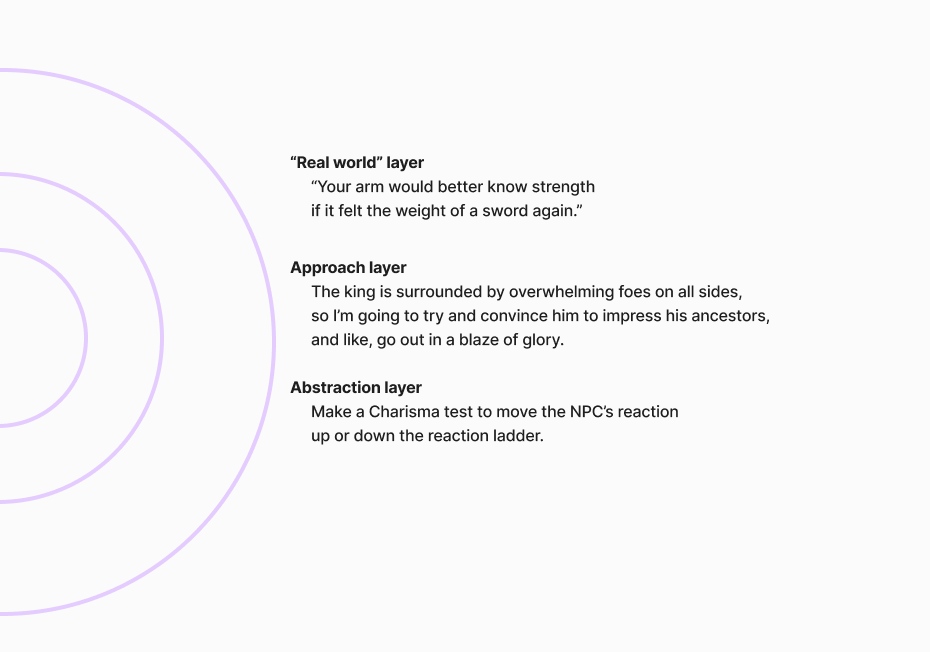 “Real world” layer
“Your arm would better know strength
if it felt the weight of a sword again.”
Approach layer
The king is surrounded by overwhelming foes on all sides,
so I’m going to try and convince him to impress his ancestors,
and like, go out in a blaze of glory.
Abstraction layer
Make a Charisma test to move the NPC’s reaction
up or down the reaction ladder.